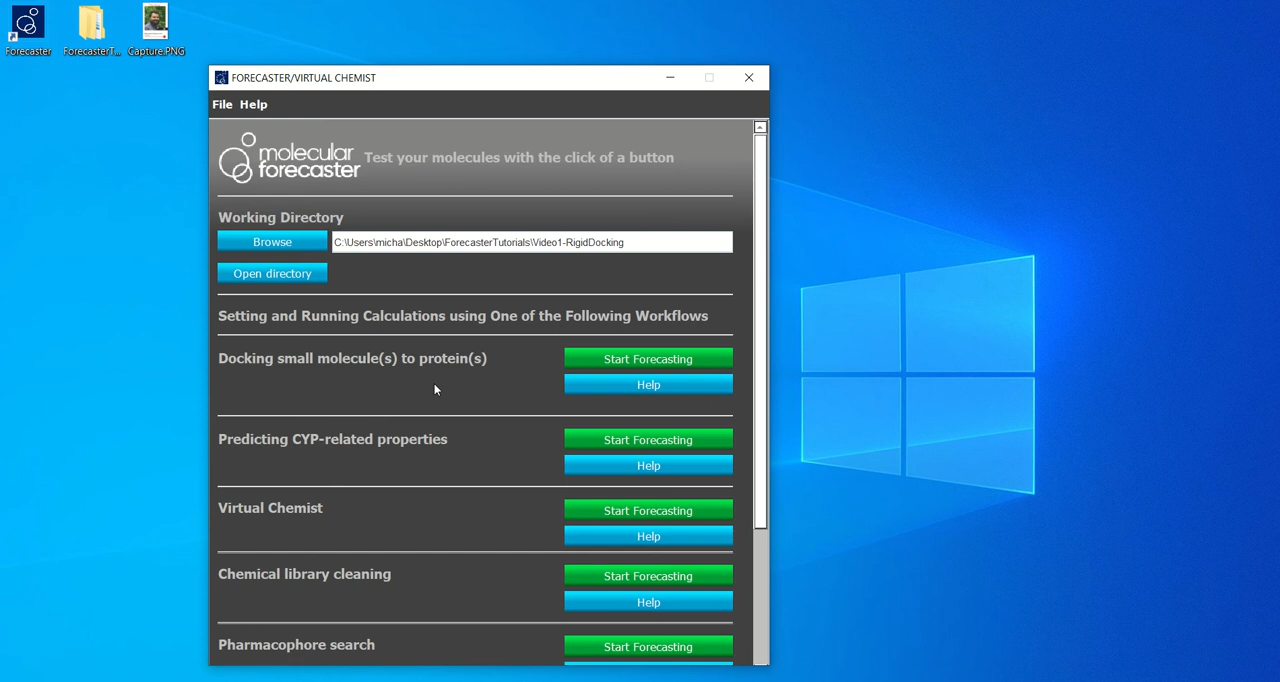 Forecaster
ForecasterT...
Capture.PNG
FORECASTER/VIRTUAL CHEMIST
File Help
molecular
forecaster
Test your molecules with the click of a button
Working Directory
Browse
C:\Users\micha\Desktop\ForecasterTutorials\Video1-RigidDocking
Open directory
Setting and Running Calculations using One of the Following Workflows
Docking small molecule(s) to protein(s)
Start Forecasting
Help
Predicting CYP-related properties
Start Forecasting
Help
Virtual Chemist
Start Forecasting
Help
Chemical library cleaning
Start Forecasting
Help
Pharmacophore search
Start Forecasting